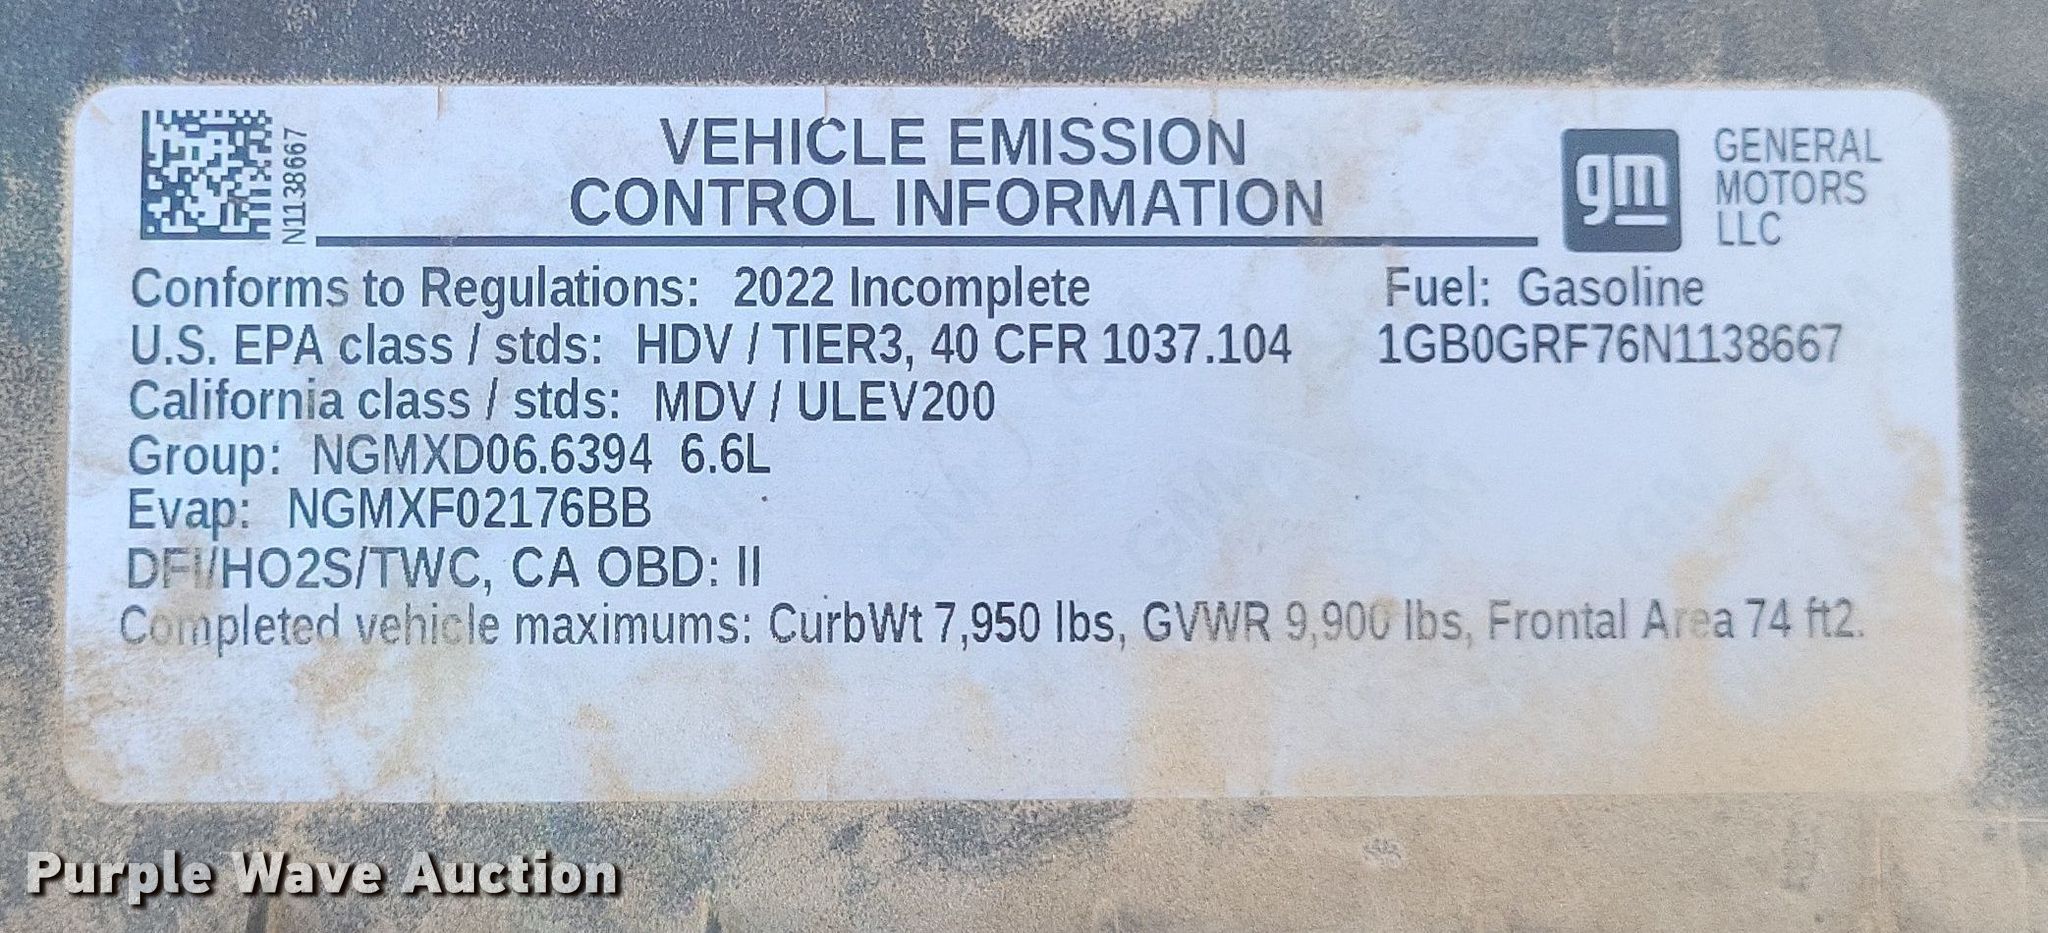 N1138667
VEHICLE EMISSION
CONTROL INFORMATION
gm
GENERAL
MOTORS
LLC
Conforms to Regulations: 2022 Incomplete
Fuel: Gasoline
U.S. EPA class / stds: HDV / TIER3, 40 CFR 1037.104
1GB0GRF76N1138667
California class / stds: MDV / ULEV200
Group: NGMXD06.6394 6.6L
Evap: NGMXF02176BB
DFI/HO2S/TWC, CA OBD: II
Completed vehicle maximums: CurbWt 7,950 lbs, GVWR 9,900 lbs, Frontal Area 74 ft2.
Purple Wave Auction